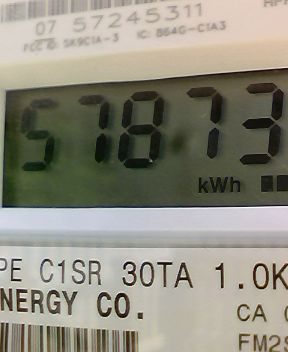 07 57245311
FCC ID: SK9C1A-3 IC: 864G-C1A3
57873
kWh
PE C1SR 30TA 1.0K
NERGY CO.
CA
FM2S